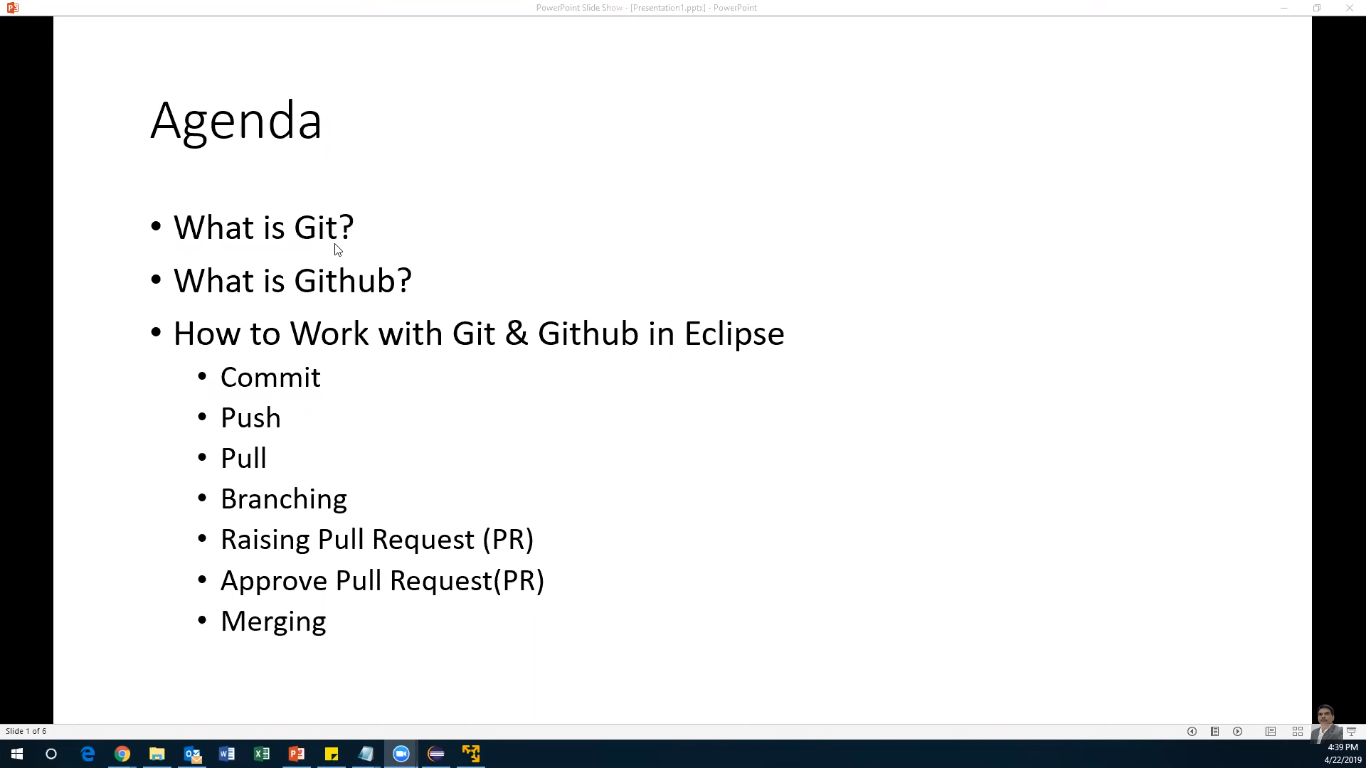 PowerPoint Slide Show - [Presentation1.pptx] - PowerPoint
Agenda
• What is Git?
• What is Github?
• How to Work with Git & Github in Eclipse
• Commit
• Push
• Pull
• Branching
• Raising Pull Request (PR)
• Approve Pull Request(PR)
• Merging
Slide 1 of 6
4:39 PM
4/22/2019